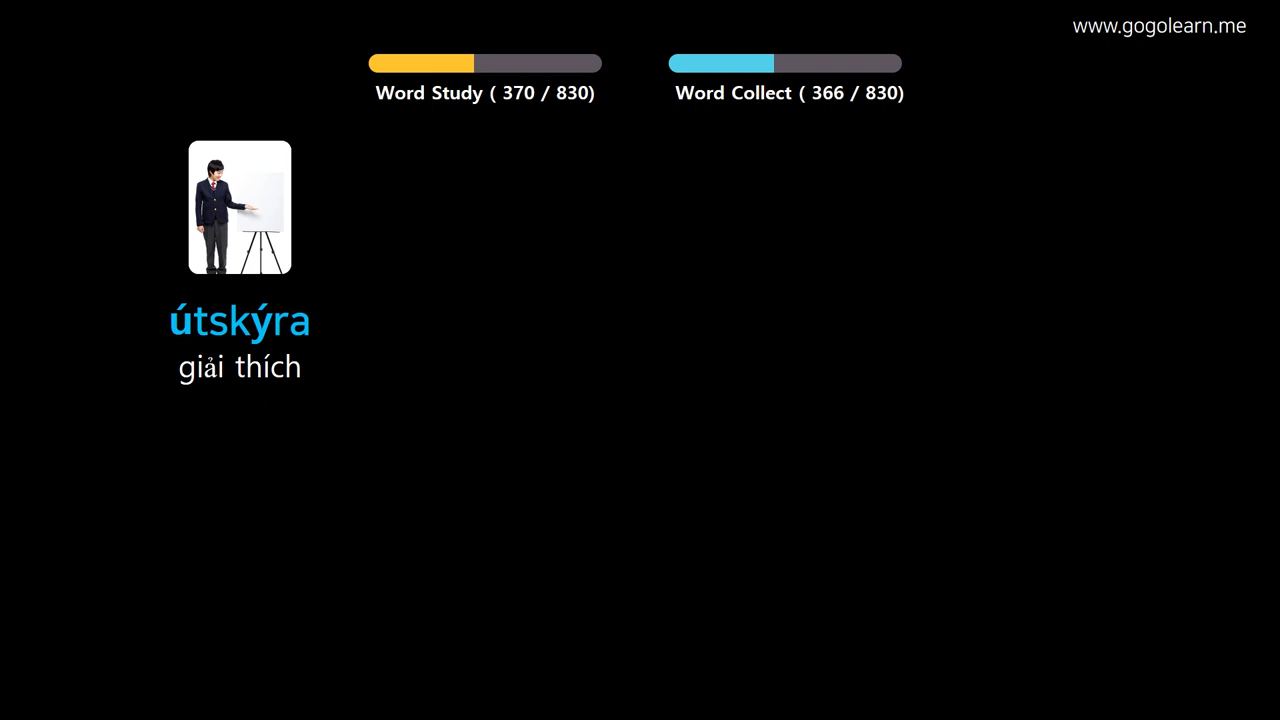 www.gogolearn.me
Word Study ( 370 / 830)
Word Collect ( 366 / 830)
útskýra
giải thích